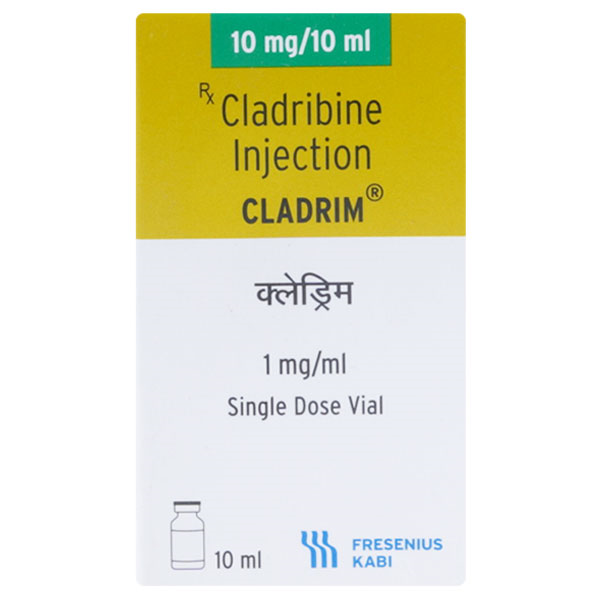 10 mg/10 ml
Rx Cladribine
Injection
CLADRIM®
क्लेड्रिम
1 mg/ml
Single Dose Vial
10 ml
FRESENIUS
KABI